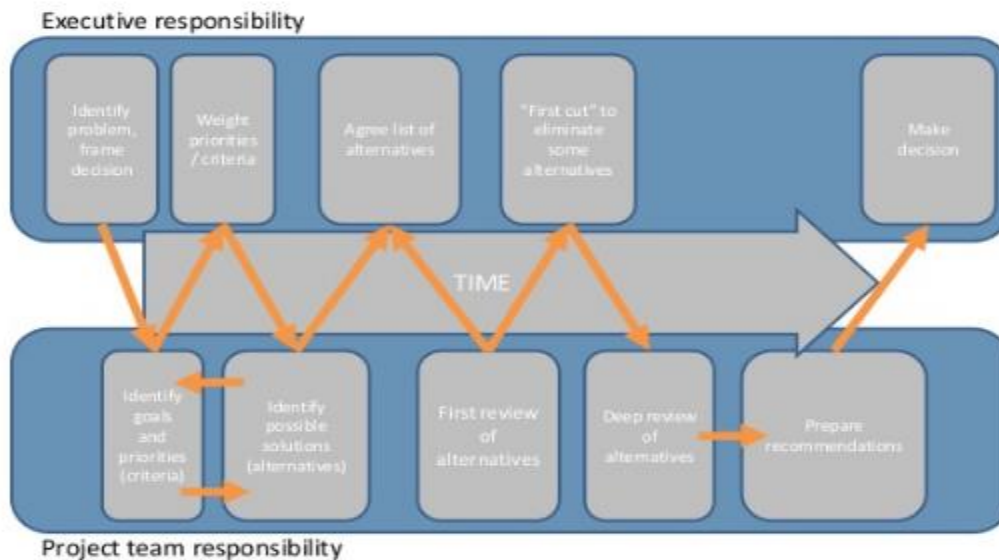 Executive responsibility
Identify
problem,
frame
decision
Weight
priorities
/ criteria
Agree list of
alternatives
"First cut" to
eliminate
some
alternatives
Make
decision
TIME
Identify
goals
and
priorities
(criteria)
Identify
possible
solutions
(alternatives)
First review
of
alternatives
Deep review
of
alternatives
Prepare
recommendations
Project team responsibility